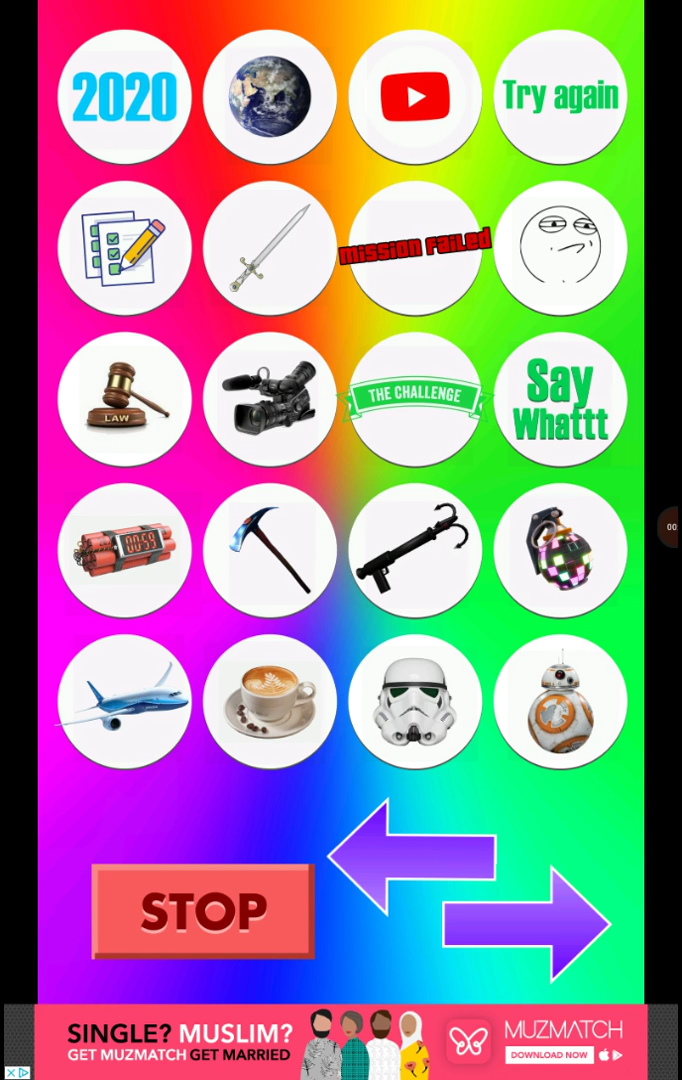 2020
Try again
mission failed
LAW
THE CHALLENGE
Say
Whattt
00:59
00
STOP
SINGLE? MUSLIM?
GET MUZMATCH GET MARRIED
MUZMATCH
DOWNLOAD NOW